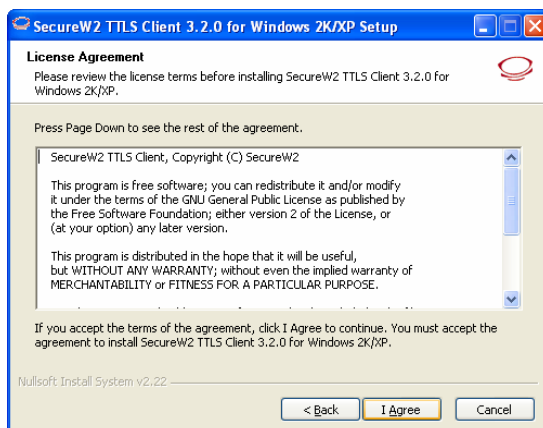 SecureW2 TTLS Client 3.2.0 for Windows 2K/XP Setup
License Agreement
Please review the license terms before installing SecureW2 TTLS Client 3.2.0 for
Windows 2K/XP.
Press Page Down to see the rest of the agreement.
SecureW2 TTLS Client, Copyright (C) SecureW2
This program is free software; you can redistribute it and/or modify
it under the terms of the GNU General Public License as published by
the Free Software Foundation; either version 2 of the License, or
(at your option) any later version.
This program is distributed in the hope that it will be useful,
but WITHOUT ANY WARRANTY; without even the implied warranty of
MERCHANTABILITY or FITNESS FOR A PARTICULAR PURPOSE.
If you accept the terms of the agreement, click I Agree to continue. You must accept the
agreement to install SecureW2 TTLS Client 3.2.0 for Windows 2K/XP.
Nullsoft Install System v2.22
< Back I Agree Cancel